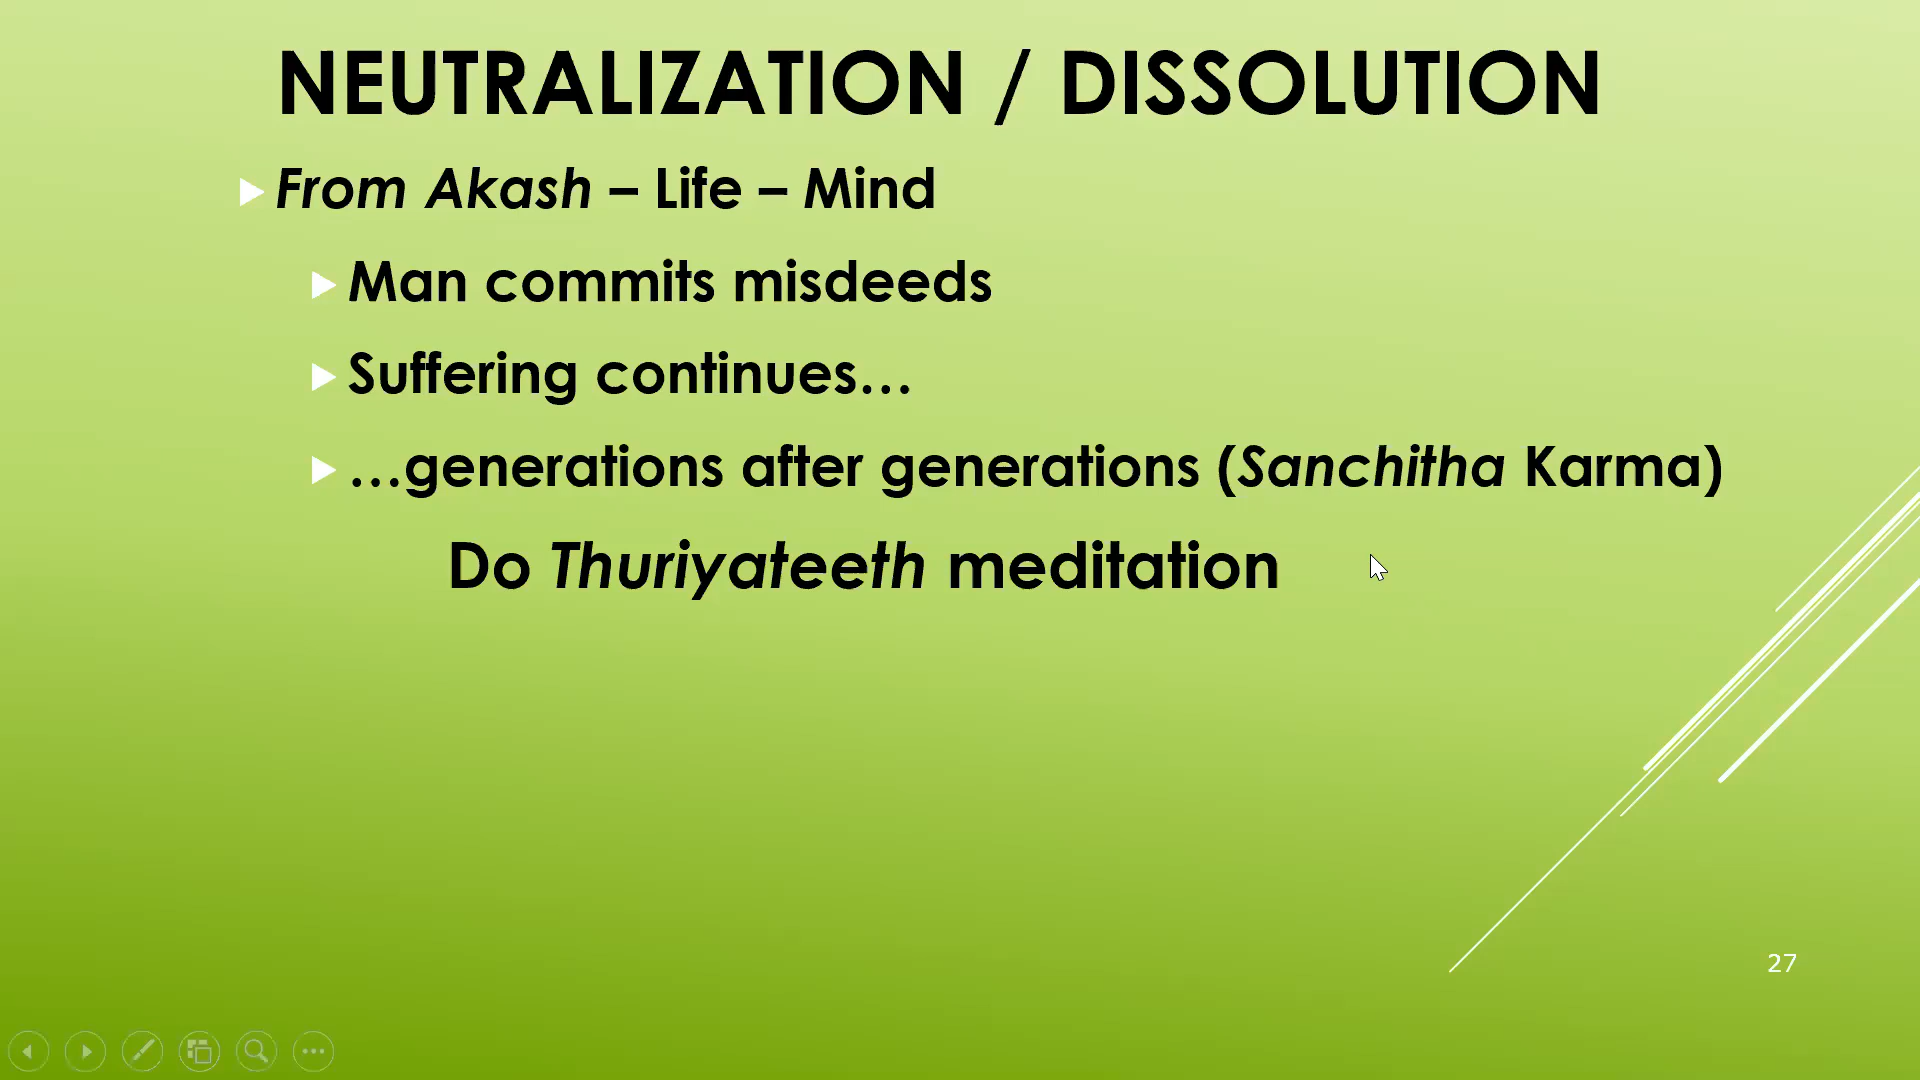 NEUTRALIZATION / DISSOLUTION
From Akash – Life – Mind
Man commits misdeeds
Suffering continues…
…generations after generations (Sanchitha Karma)
Do Thuriyateeth meditation
27